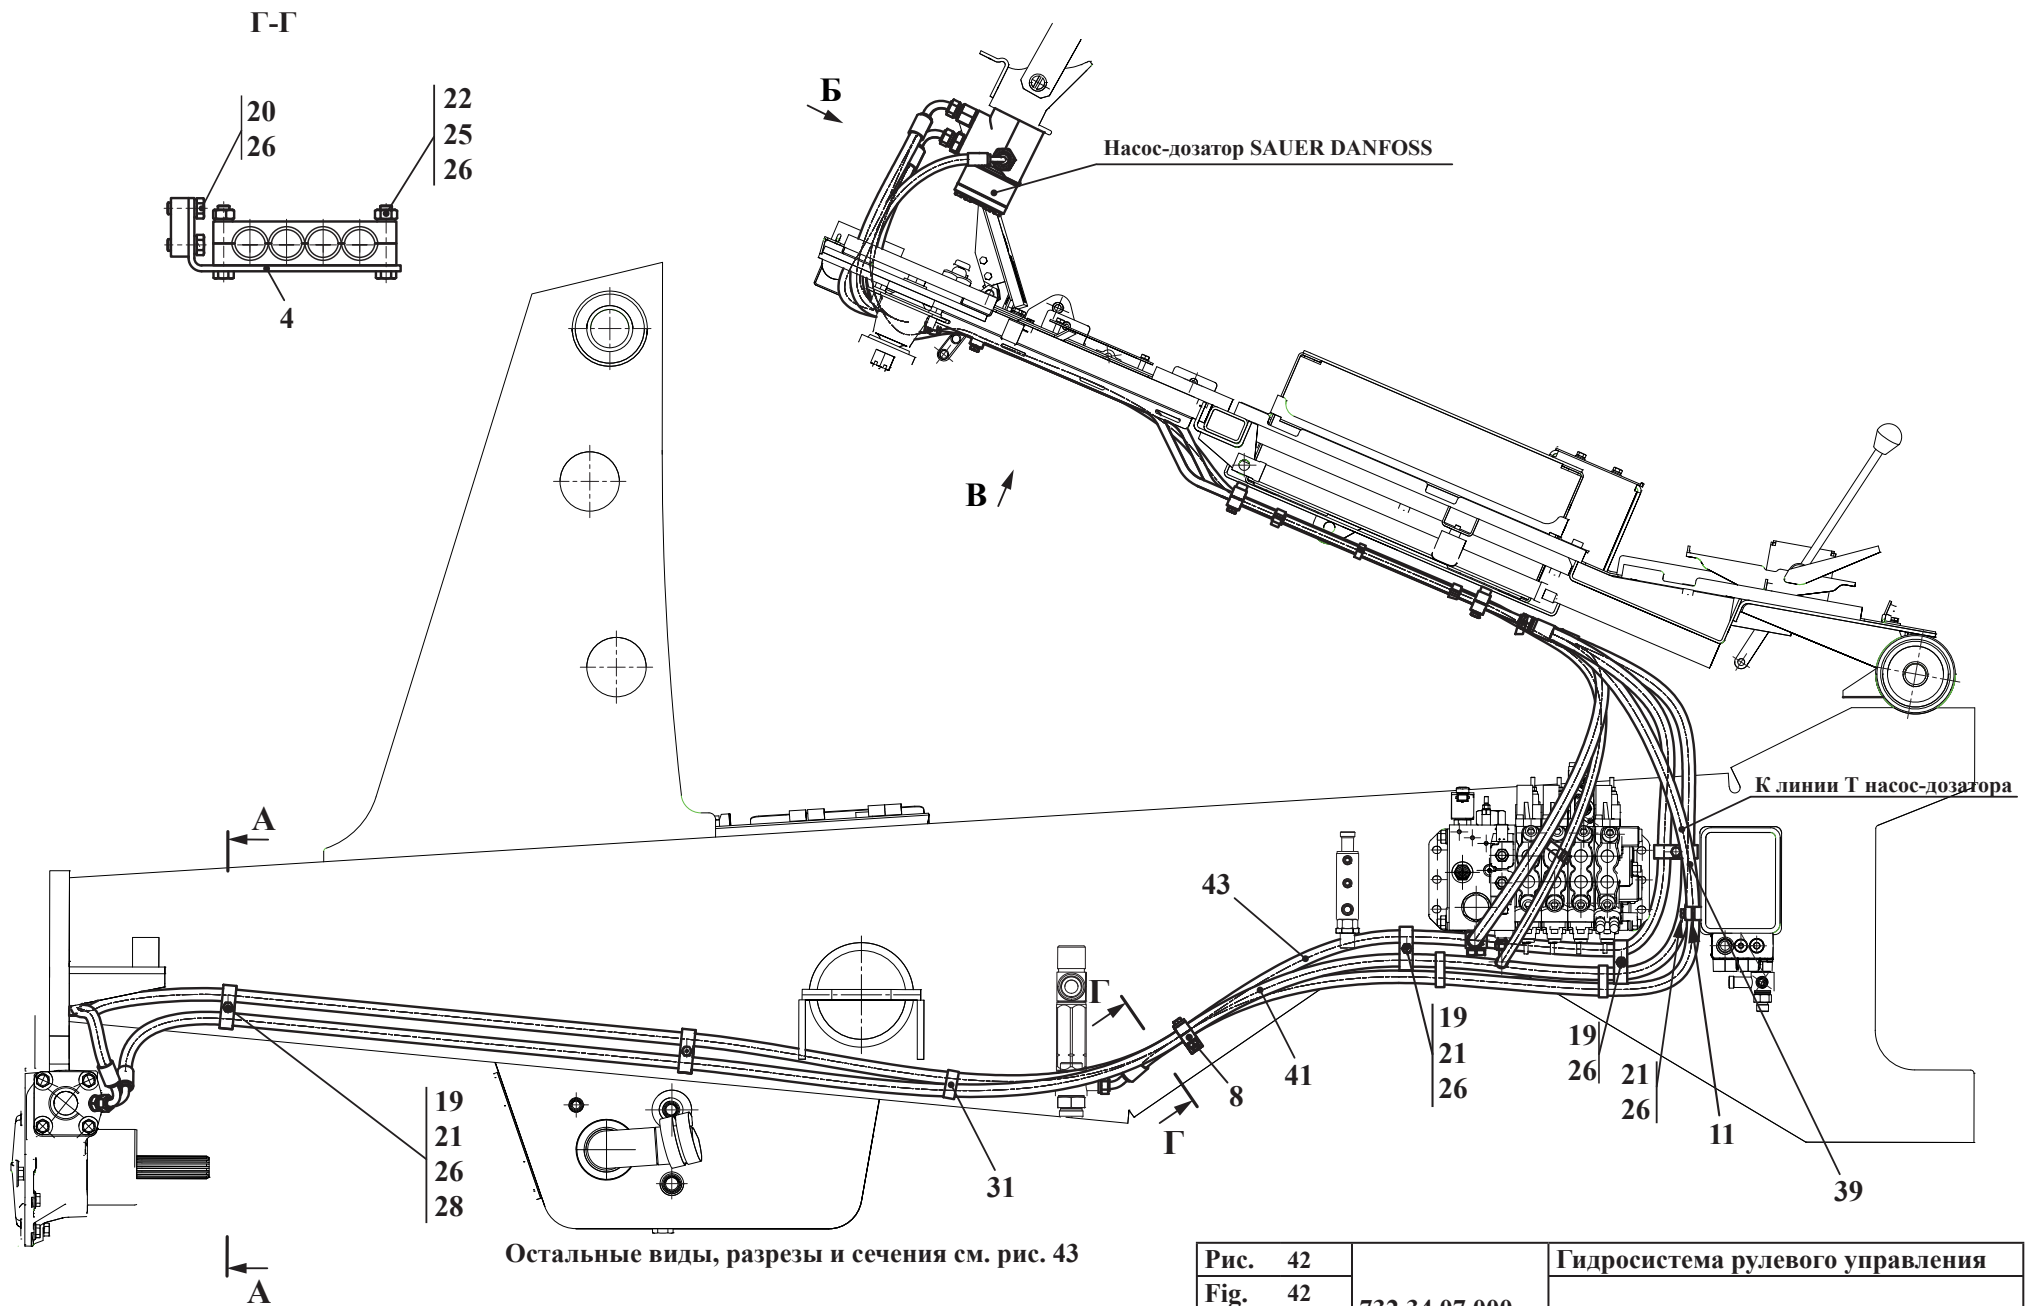 Г-Г
20
26
22
25
26
4
Б
Насос-дозатор SAUER DANFOSS
В
К линии Т насос-дозатора
А
43
Г
19
21
26
19
26
21
26
41
8
11
Г
39
19
21
26
28
31
А
Остальные виды, разрезы и сечения см. рис. 43
Рис. 42
Гидросистема рулевого управления
Fig. 42